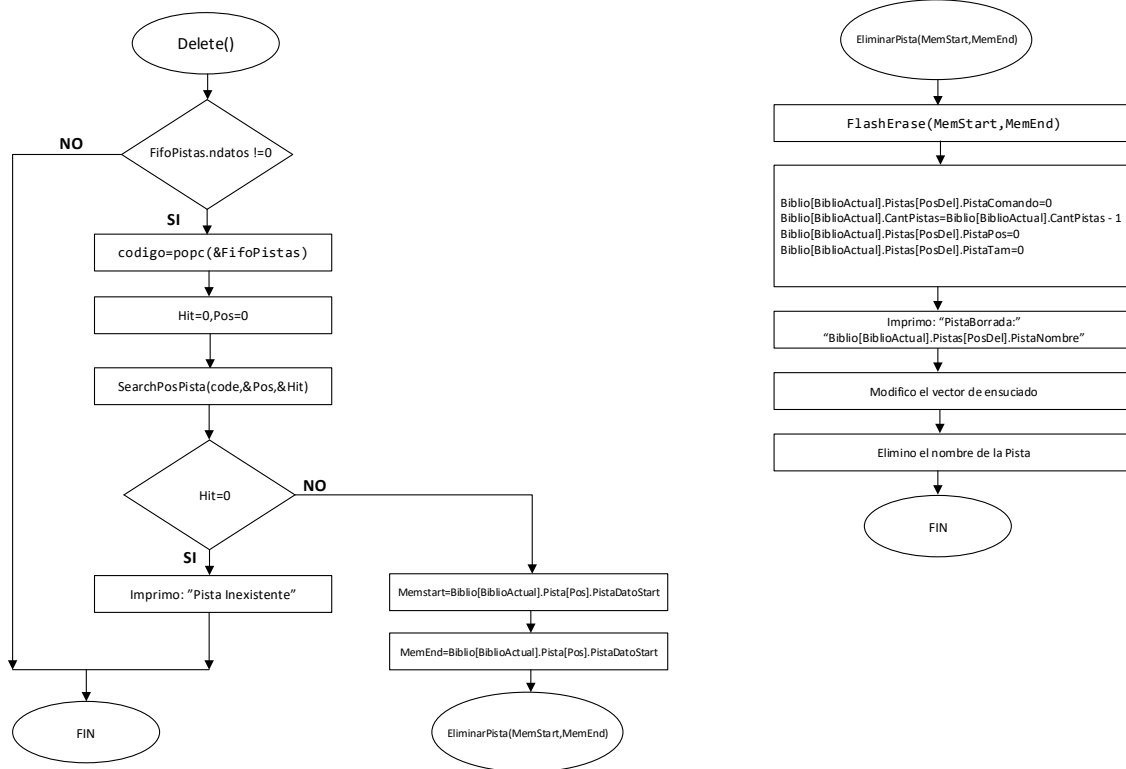 Delete()
NO
FifoPistas.ndatos !=0
SI
codigo=popc(&FifoPistas)
Hit=0,Pos=0
SearchPosPista(code,&Pos,&Hit)
Hit=0
NO
SI
Imprimo: ”Pista Inexistente”
Memstart=Biblio[BiblioActual].Pista[Pos].PistaDatoStart
MemEnd=Biblio[BiblioActual].Pista[Pos].PistaDatoStart
EliminarPista(MemStart,MemEnd)
FIN
EliminarPista(MemStart,MemEnd)
FlashErase(MemStart,MemEnd)
Biblio[BiblioActual].Pistas[PosDel].PistaComando=0
Biblio[BiblioActual].CantPistas=Biblio[BiblioActual].CantPistas - 1
Biblio[BiblioActual].Pistas[PosDel].PistaPos=0
Biblio[BiblioActual].Pistas[PosDel].PistaTam=0
Imprimo: “PistaBorrada:”
“Biblio[BiblioActual].Pistas[PosDel].PistaNombre”
Modifico el vector de ensuciado
Elimino el nombre de la Pista
FIN